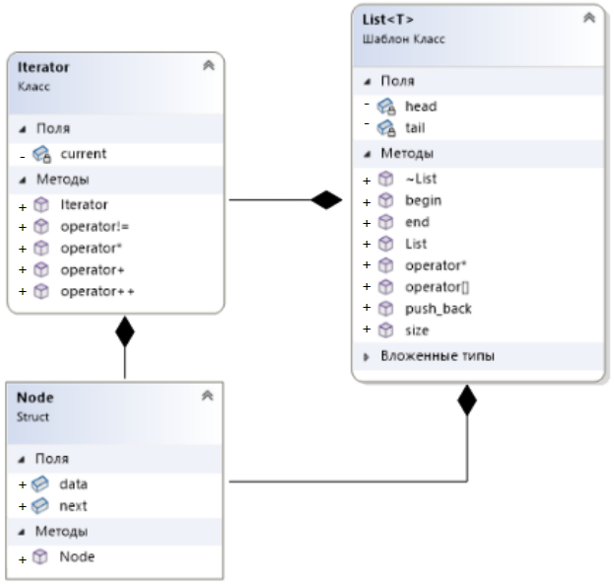 List<T>
Шаблон Класс
Поля
- head
- tail
Методы
+ ~List
+ begin
+ end
+ List
+ operator*
+ operator[]
+ push_back
+ size
Вложенные типы
Iterator
Класс
Поля
- current
Методы
+ Iterator
+ operator!=
+ operator*
+ operator+
+ operator++
Node
Struct
Поля
+ data
+ next
Методы
+ Node